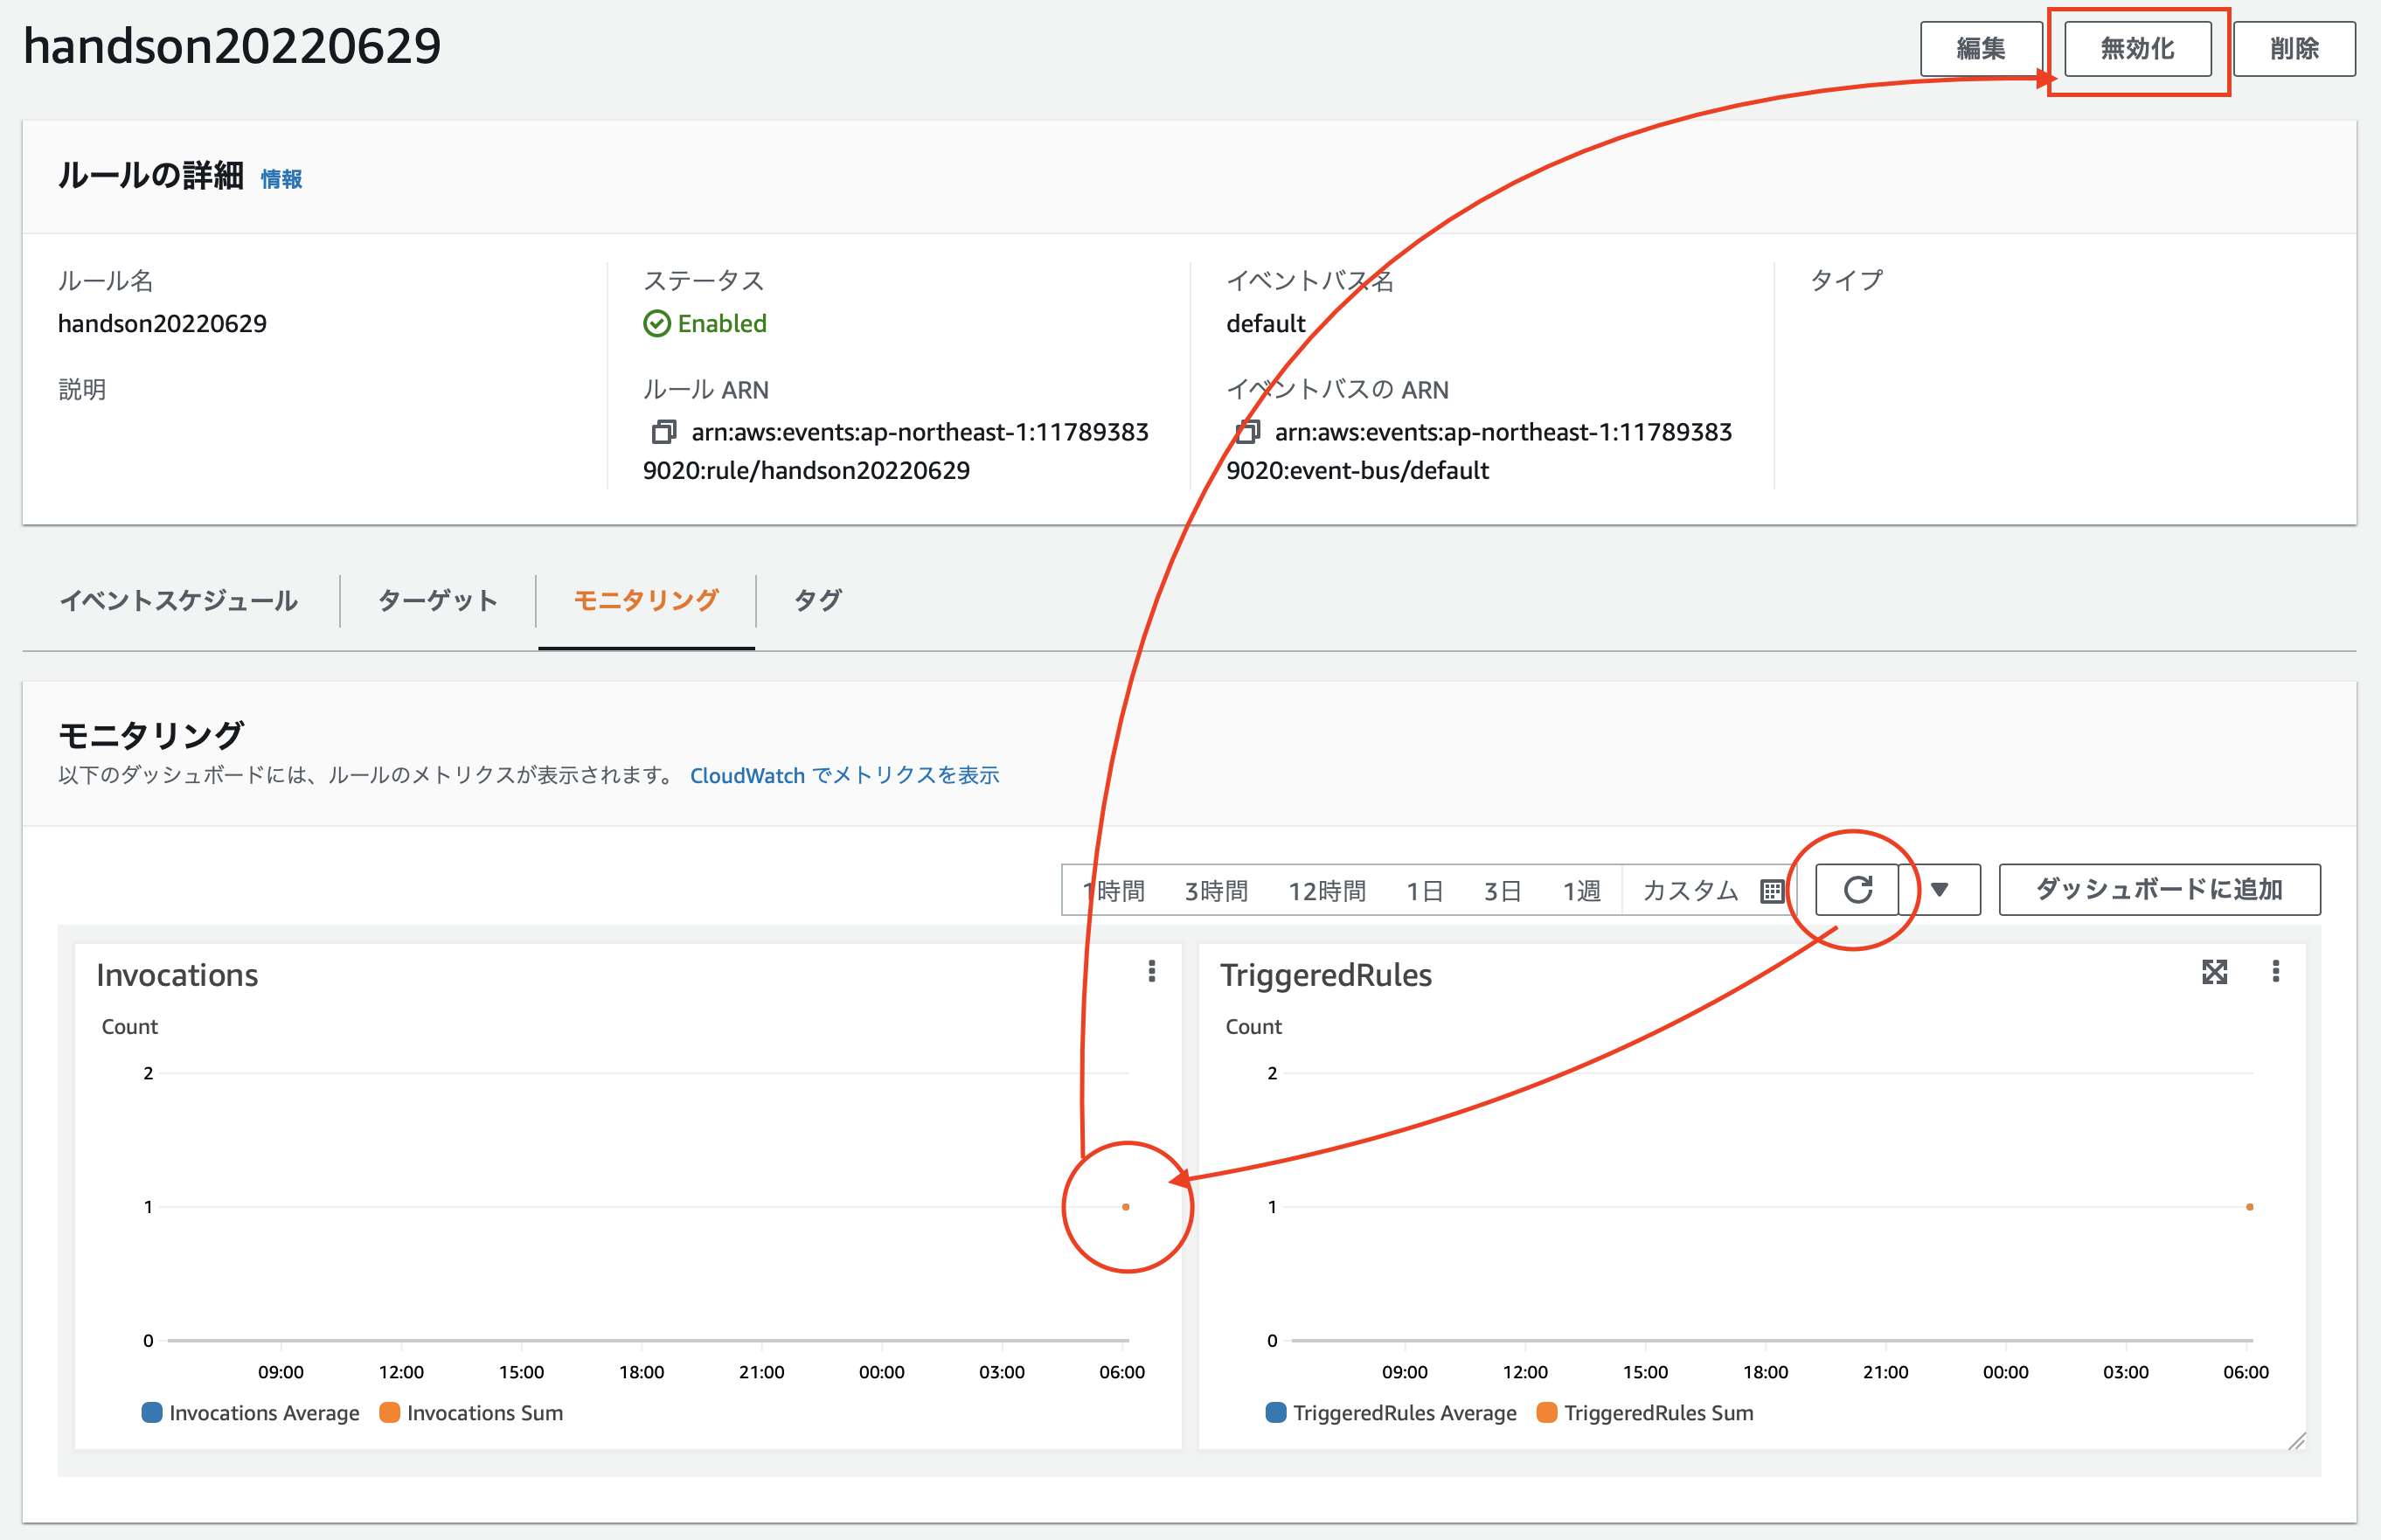 handson20220629
編集
無効化
削除
ルールの詳細 情報
ルール名
handson20220629
説明
ステータス
Enabled
ルール ARN
arn:aws:events:ap-northeast-1:11789383
9020:rule/handson20220629
イベントバス名
default
イベントバスの ARN
arn:aws:events:ap-northeast-1:11789383
9020:event-bus/default
タイプ
イベントスケジュール
ターゲット
モニタリング
タグ
モニタリング
以下のダッシュボードには、ルールのメトリクスが表示されます。 CloudWatch でメトリクスを表示
1時間 3時間 12時間 1日 3日 1週 カスタム
ダッシュボードに追加
Invocations
Count
2
1
0
09:00 12:00 15:00 18:00 21:00 00:00 03:00 06:00
Invocations Average Invocations Sum
TriggeredRules
Count
2
1
0
09:00 12:00 15:00 18:00 21:00 00:00 03:00 06:00
TriggeredRules Average TriggeredRules Sum